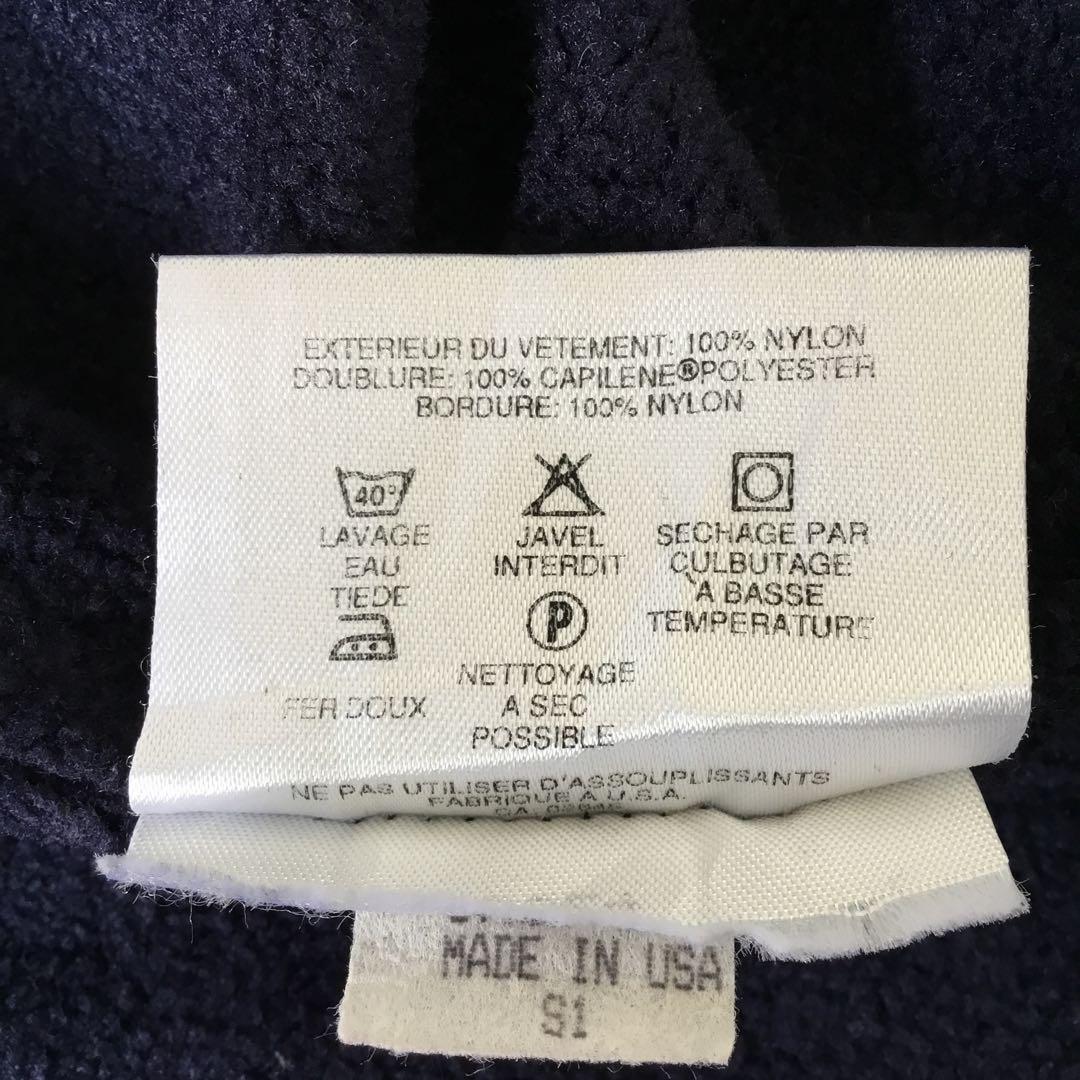 EXTERIEUR DU VETEMENT: 100% NYLON
DOUBLURE: 100% CAPILENE®POLYESTER
BORDURE: 100% NYLON
40°
LAVAGE
EAU
TIEDE
FER DOUX
JAVEL
INTERDIT
P
NETTOYAGE
A SEC
POSSIBLE
SECHAGE PAR
CULBUTAGE
`A BASSE
TEMPERATURE
NE PAS UTILISER D'ASSOUPLISSANTS
FABRIQUE A U.S.A.
MADE IN USA
S1